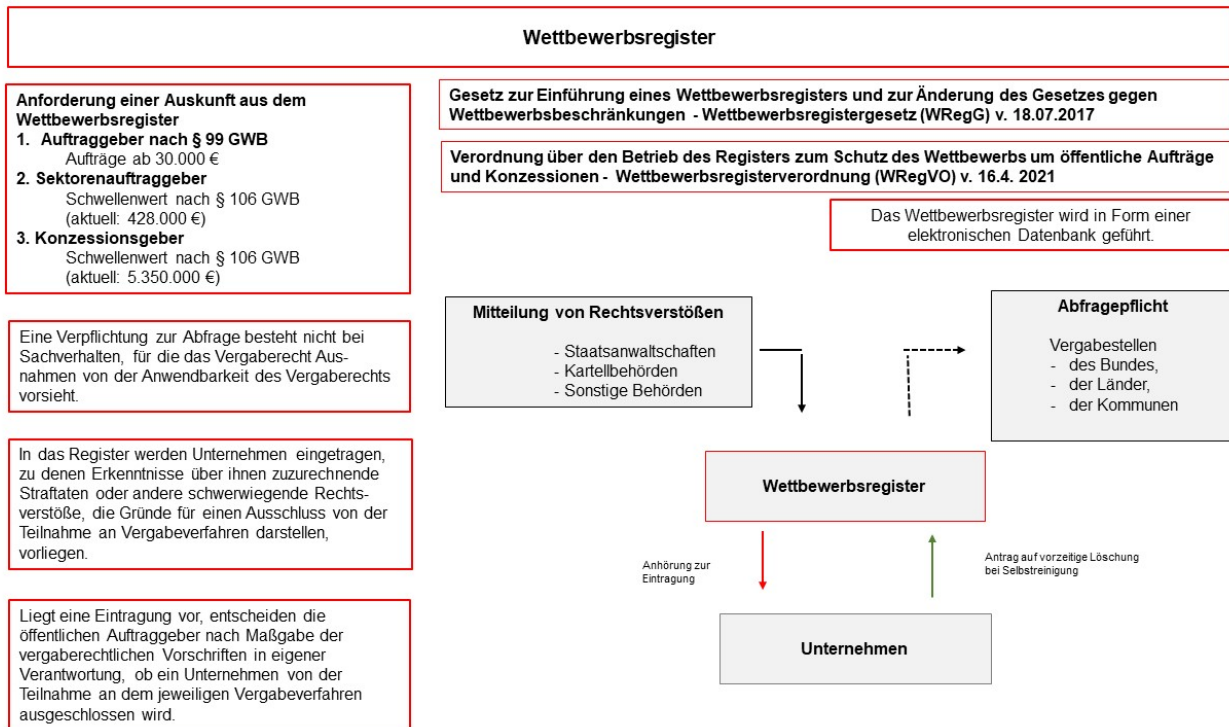 Wettbewerbsregister
Anforderung einer Auskunft aus dem
Wettbewerbsregister
1. Auftraggeber nach § 99 GWB
Aufträge ab 30.000 €
2. Sektorenauftraggeber
Schwellenwert nach § 106 GWB
(aktuell: 428.000 €)
3. Konzessionsgeber
Schwellenwert nach § 106 GWB
(aktuell: 5.350.000 €)
Eine Verpflichtung zur Abfrage besteht nicht bei
Sachverhalten, für die das Vergaberecht Aus-
nahmen von der Anwendbarkeit des Vergaberechts
vorsieht.
In das Register werden Unternehmen eingetragen,
zu denen Erkenntnisse über ihnen zuzurechnende
Straftaten oder andere schwerwiegende Rechts-
verstöße, die Gründe für einen Ausschluss von der
Teilnahme an Vergabeverfahren darstellen,
vorliegen.
Liegt eine Eintragung vor, entscheiden die
öffentlichen Auftraggeber nach Maßgabe der
vergaberechtlichen Vorschriften in eigener
Verantwortung, ob ein Unternehmen von der
Teilnahme an dem jeweiligen Vergabeverfahren
ausgeschlossen wird.
Gesetz zur Einführung eines Wettbewerbsregisters und zur Änderung des Gesetzes gegen
Wettbewerbsbeschränkungen - Wettbewerbsregistergesetz (WRegG) v. 18.07.2017
Verordnung über den Betrieb des Registers zum Schutz des Wettbewerbs um öffentliche Aufträge
und Konzessionen - Wettbewerbsregisterverordnung (WRegVO) v. 16.4. 2021
Das Wettbewerbsregister wird in Form einer
elektronischen Datenbank geführt.
Mitteilung von Rechtsverstößen
- Staatsanwaltschaften
- Kartellbehörden
- Sonstige Behörden
Abfragepflicht
Vergabestellen
- des Bundes,
- der Länder,
- der Kommunen
Wettbewerbsregister
Anhörung zur
Eintragung
Antrag auf vorzeitige Löschung
bei Selbstreinigung
Unternehmen